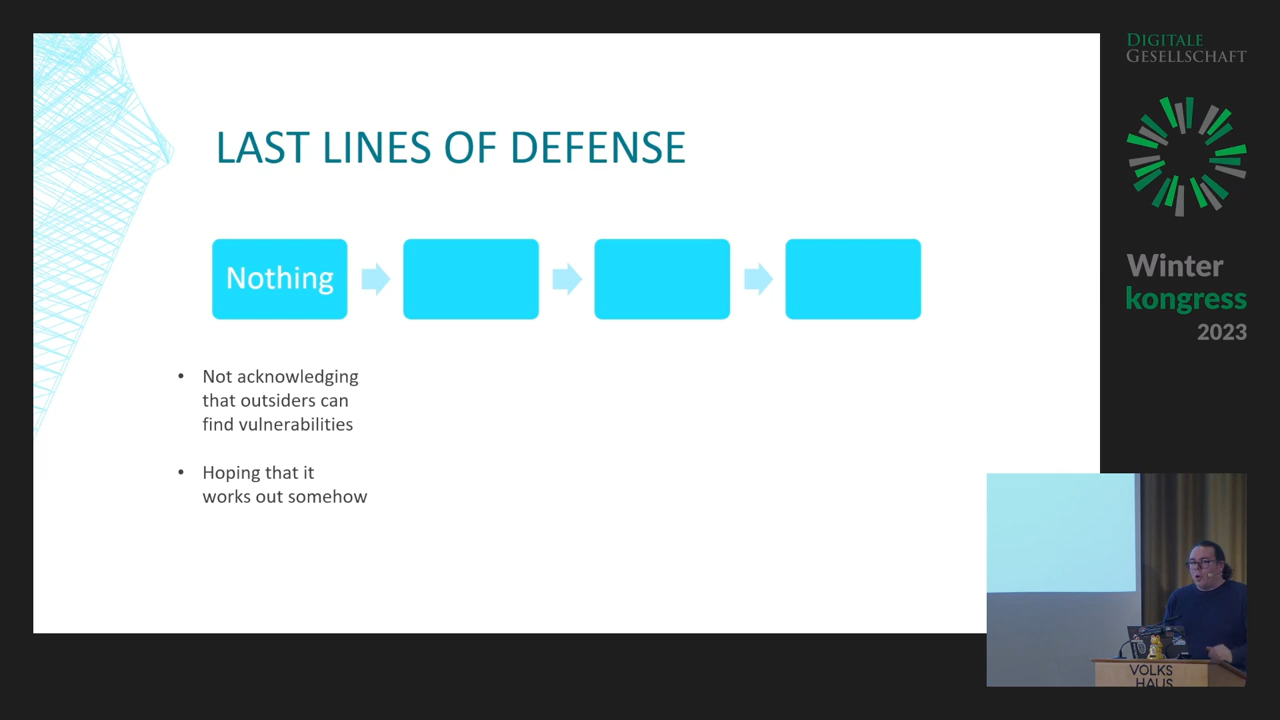 LAST LINES OF DEFENSE
Nothing
• Not acknowledging
that outsiders can
find vulnerabilities
• Hoping that it
works out somehow
DIGITALE
GESELLSCHAFT
Winter
kongress
2023
VOLKS
HAUS